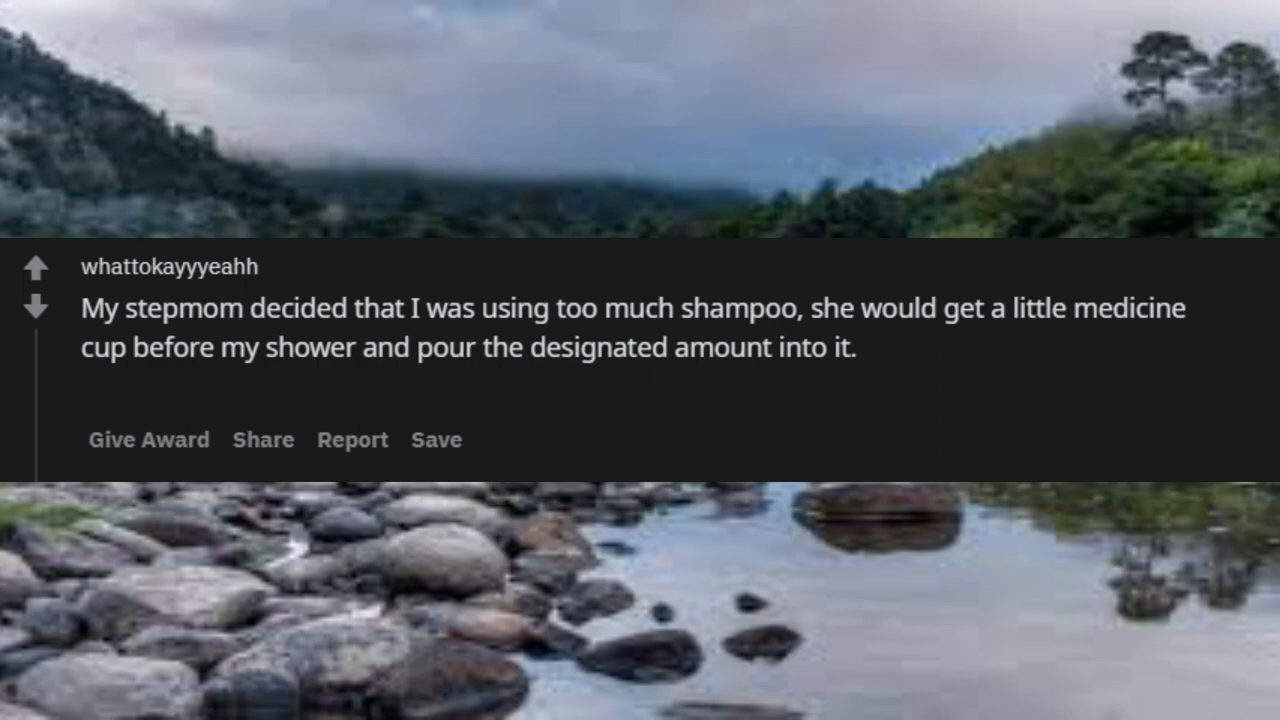 whattokayyyeahh
My stepmom decided that I was using too much shampoo, she would get a little medicine
cup before my shower and pour the designated amount into it.
Give Award Share Report Save